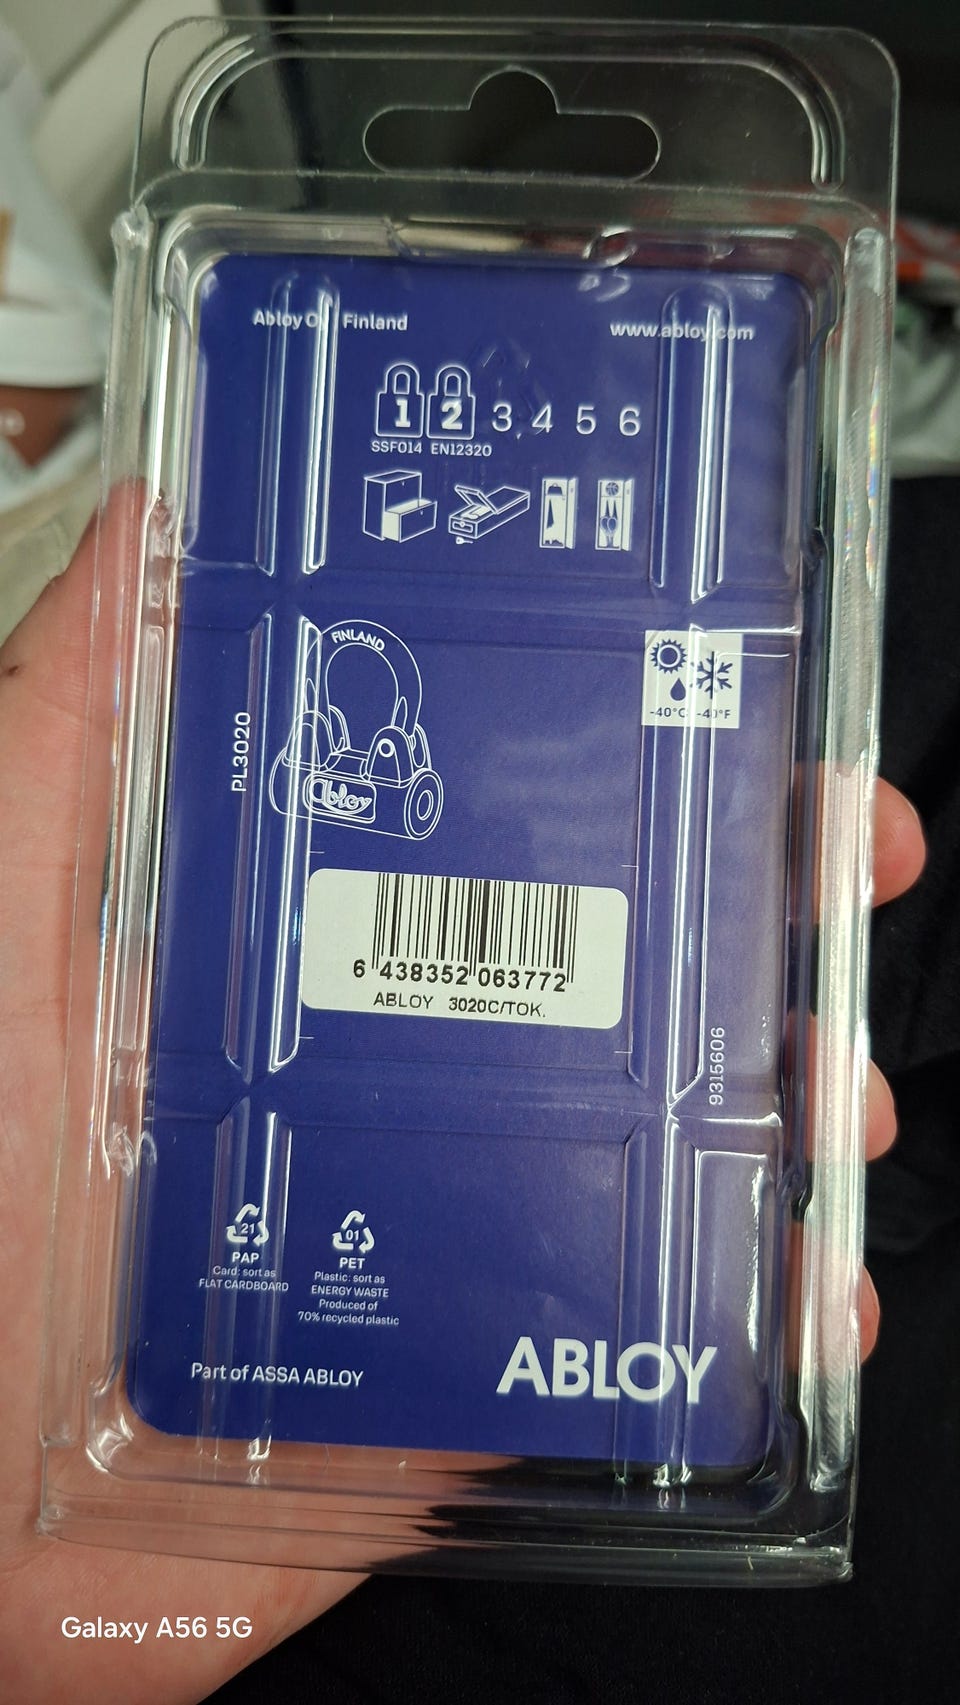 Abloy Oy Finland
www.abloy.com
1 2 3 4 5 6
SSF014 EN12320
FINLAND
-40°C -40°F
PL3020
Abloy
6 438352 063772
ABLOY 3020C/TOK.
9315606
21
PAP
Card: sort as
FLAT CARDBOARD
01
PET
Plastic: sort as
ENERGY WASTE
Produced of
70% recycled plastic
Part of ASSA ABLOY
ABLOY
Galaxy A56 5G